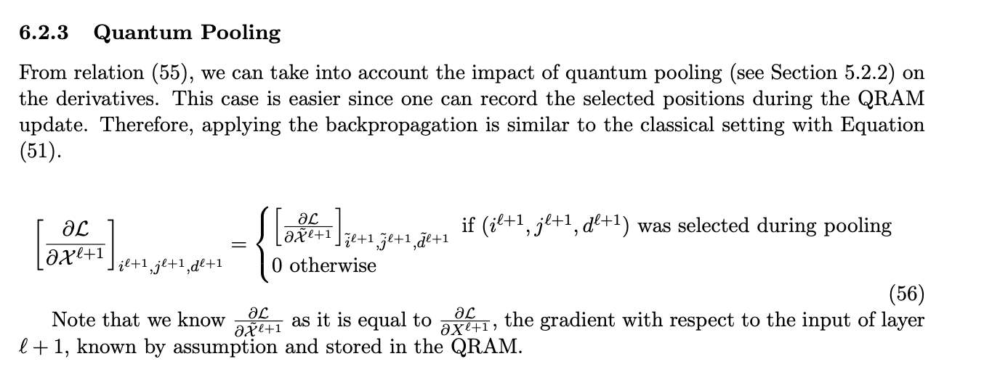 6.2.3 Quantum Pooling
From relation (55), we can take into account the impact of quantum pooling (see Section 5.2.2) on
the derivatives. This case is easier since one can record the selected positions during the QRAM
update. Therefore, applying the backpropagation is similar to the classical setting with Equation
(51).
$$\left[\frac{\partial \mathcal{L}}{\partial \mathcal{X}^{\ell+1}}\right]_{i^{\ell+1},j^{\ell+1},d^{\ell+1}} = \begin{cases} \left[\frac{\partial \mathcal{L}}{\partial \tilde{\mathcal{X}}^{\ell+1}}\right]_{\tilde{i}^{\ell+1},\tilde{j}^{\ell+1},\tilde{d}^{\ell+1}} & \text{if } (i^{\ell+1}, j^{\ell+1}, d^{\ell+1}) \text{ was selected during pooling} \\ 0 \text{ otherwise} \end{cases}$$
(56)
Note that we know $\frac{\partial \mathcal{L}}{\partial \tilde{\mathcal{X}}^{\ell+1}}$ as it is equal to $\frac{\partial \mathcal{L}}{\partial X^{\ell+1}}$, the gradient with respect to the input of layer
$\ell + 1$, known by assumption and stored in the QRAM.